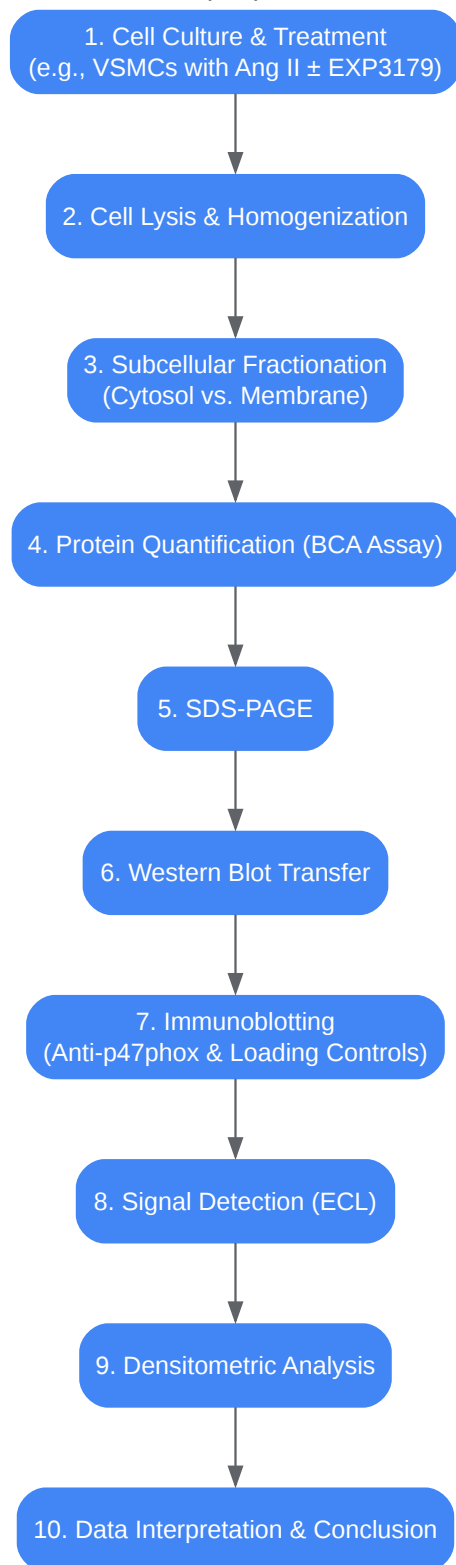 1. Cell Culture & Treatment
(e.g., VSMCs with Ang II ± EXP3179)
2. Cell Lysis & Homogenization
3. Subcellular Fractionation
(Cytosol vs. Membrane)
4. Protein Quantification (BCA Assay)
5. SDS-PAGE
6. Western Blot Transfer
7. Immunoblotting
(Anti-p47phox & Loading Controls)
8. Signal Detection (ECL)
9. Densitometric Analysis
10. Data Interpretation & Conclusion